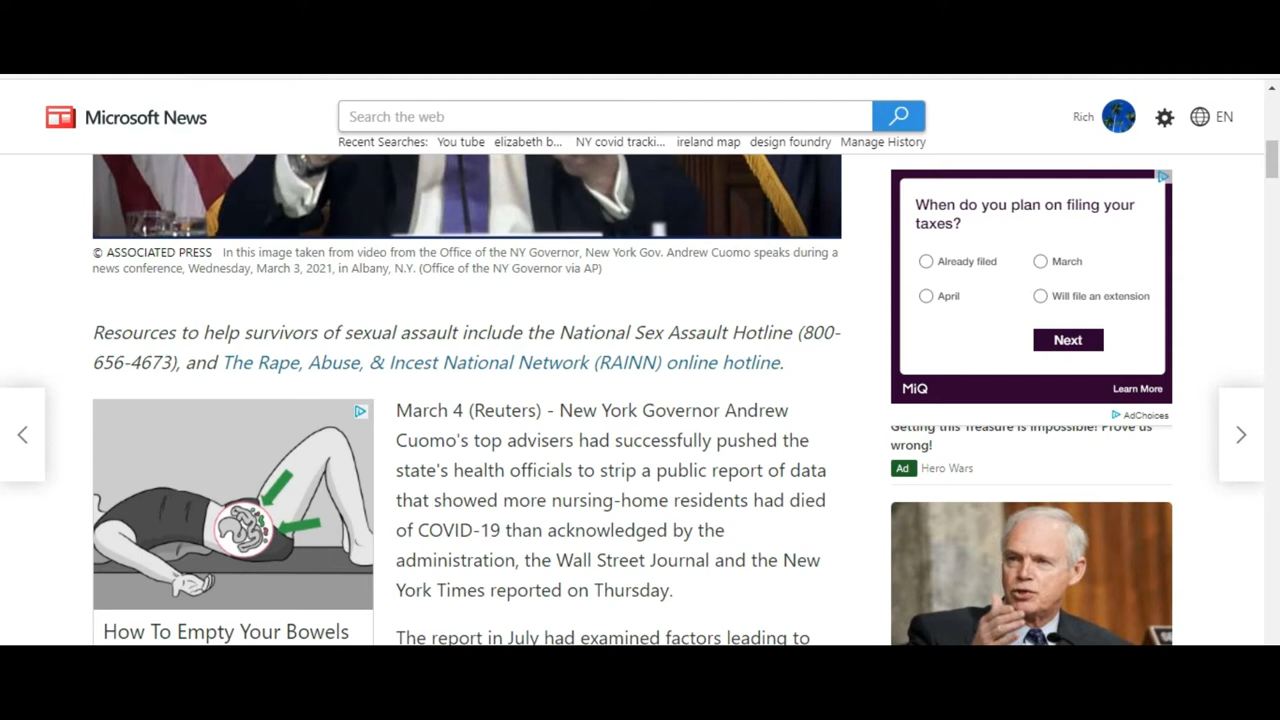 Microsoft News
Search the web
Rich
EN
Recent Searches: You tube elizabeth b... NY covid tracki... ireland map design foundry Manage History
© ASSOCIATED PRESS In this image taken from video from the Office of the NY Governor, New York Gov. Andrew Cuomo speaks during a
news conference, Wednesday, March 3, 2021, in Albany, N.Y. (Office of the NY Governor via AP)
Resources to help survivors of sexual assault include the National Sex Assault Hotline (800-
656-4673), and The Rape, Abuse, & Incest National Network (RAINN) online hotline.
How To Empty Your Bowels
March 4 (Reuters) - New York Governor Andrew
Cuomo's top advisers had successfully pushed the
state's health officials to strip a public report of data
that showed more nursing-home residents had died
of COVID-19 than acknowledged by the
administration, the Wall Street Journal and the New
York Times reported on Thursday.
The report in July had examined factors leading to
When do you plan on filing your
taxes?
Already filed
March
April
Will file an extension
Next
MiQ
Learn More
AdChoices
Getting this Treasure is Impossible! Prove us
wrong!
Ad Hero Wars